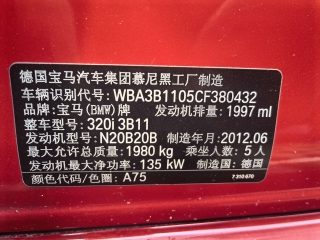 德国宝马汽车集团慕尼黑工厂制造
车辆识别代号: WBA3B1105CF380432
品牌: 宝马(BMW)牌 发动机排量: 1997 ml
整车型号: 320i 3B11
发动机型号: N20B20B 制造年月: 2012.06
最大允许总质量: 1980 kg 乘坐人数: 5 人
发动机最大净功率: 135 kW 制造国: 德国
颜色代码/色圈: A75 7 310 670